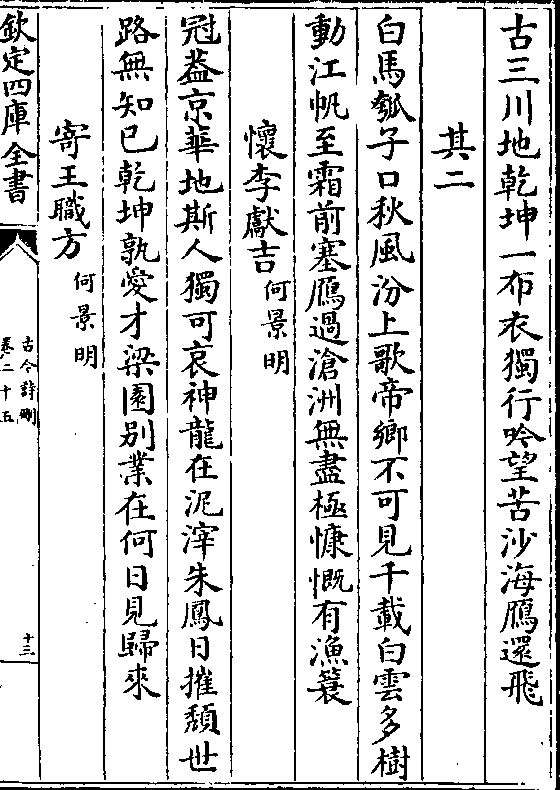 古三川地乾坤一布衣獨行吟望苦沙海鴈還飛
其二
白馬瓠子口秋風汾上歌帝鄉不可見千載白雲多樹
動江帆至霜前塞鴈過滄洲無盡極慷慨有漁簑
懷李獻吉 何景明
冠葢京華地斯人獨可哀神龍在泥滓朱鳳日摧頽世
路無知已乾坤孰愛才梁園别業在何日見歸來
寄王職方 何景明
欽定四庫全書
古今詩刪
卷二十五
十三